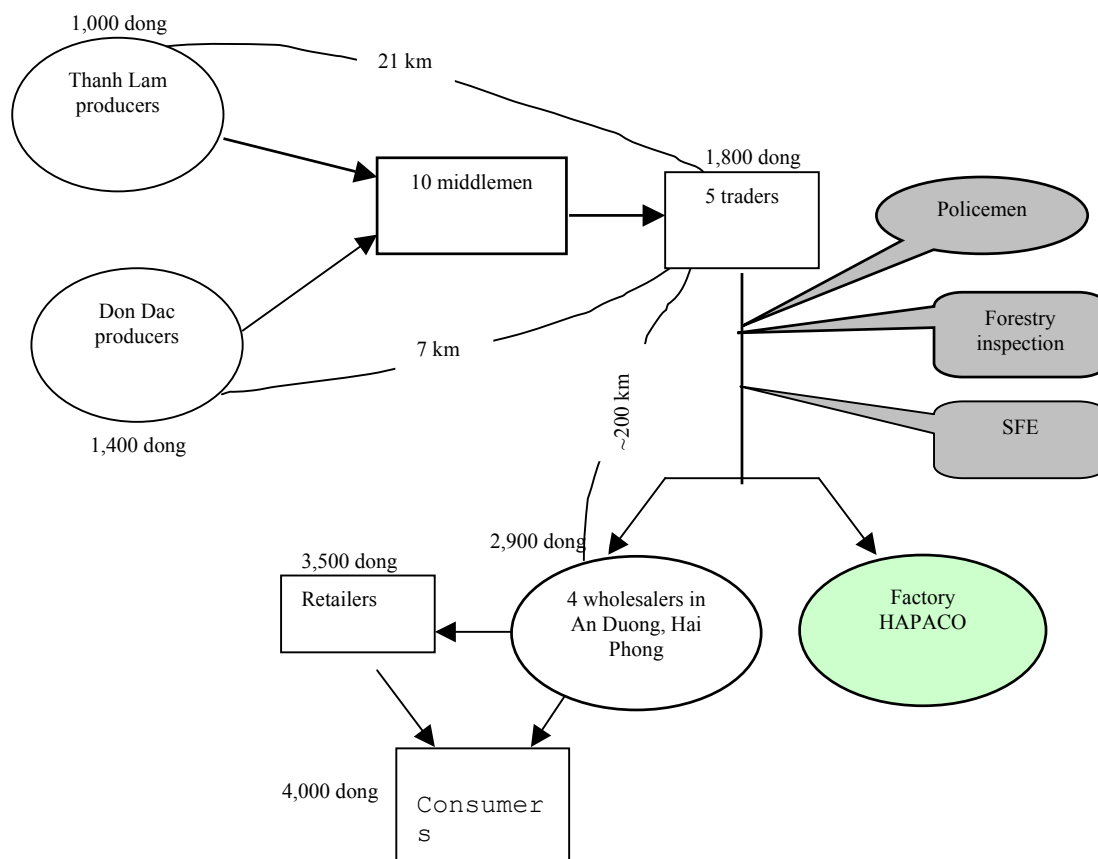 1,000 dong
Thanh Lam
producers
21 km
10 middlemen
1,800 dong
5 traders
Policemen
Don Dac
producers
7 km
Forestry
inspection
1,400 dong
~200 km
SFE
2,900 dong
3,500 dong
Retailers
4 wholesalers in
An Duong, Hai
Phong
Factory
HAPACO
4,000 dong
Consumer
s